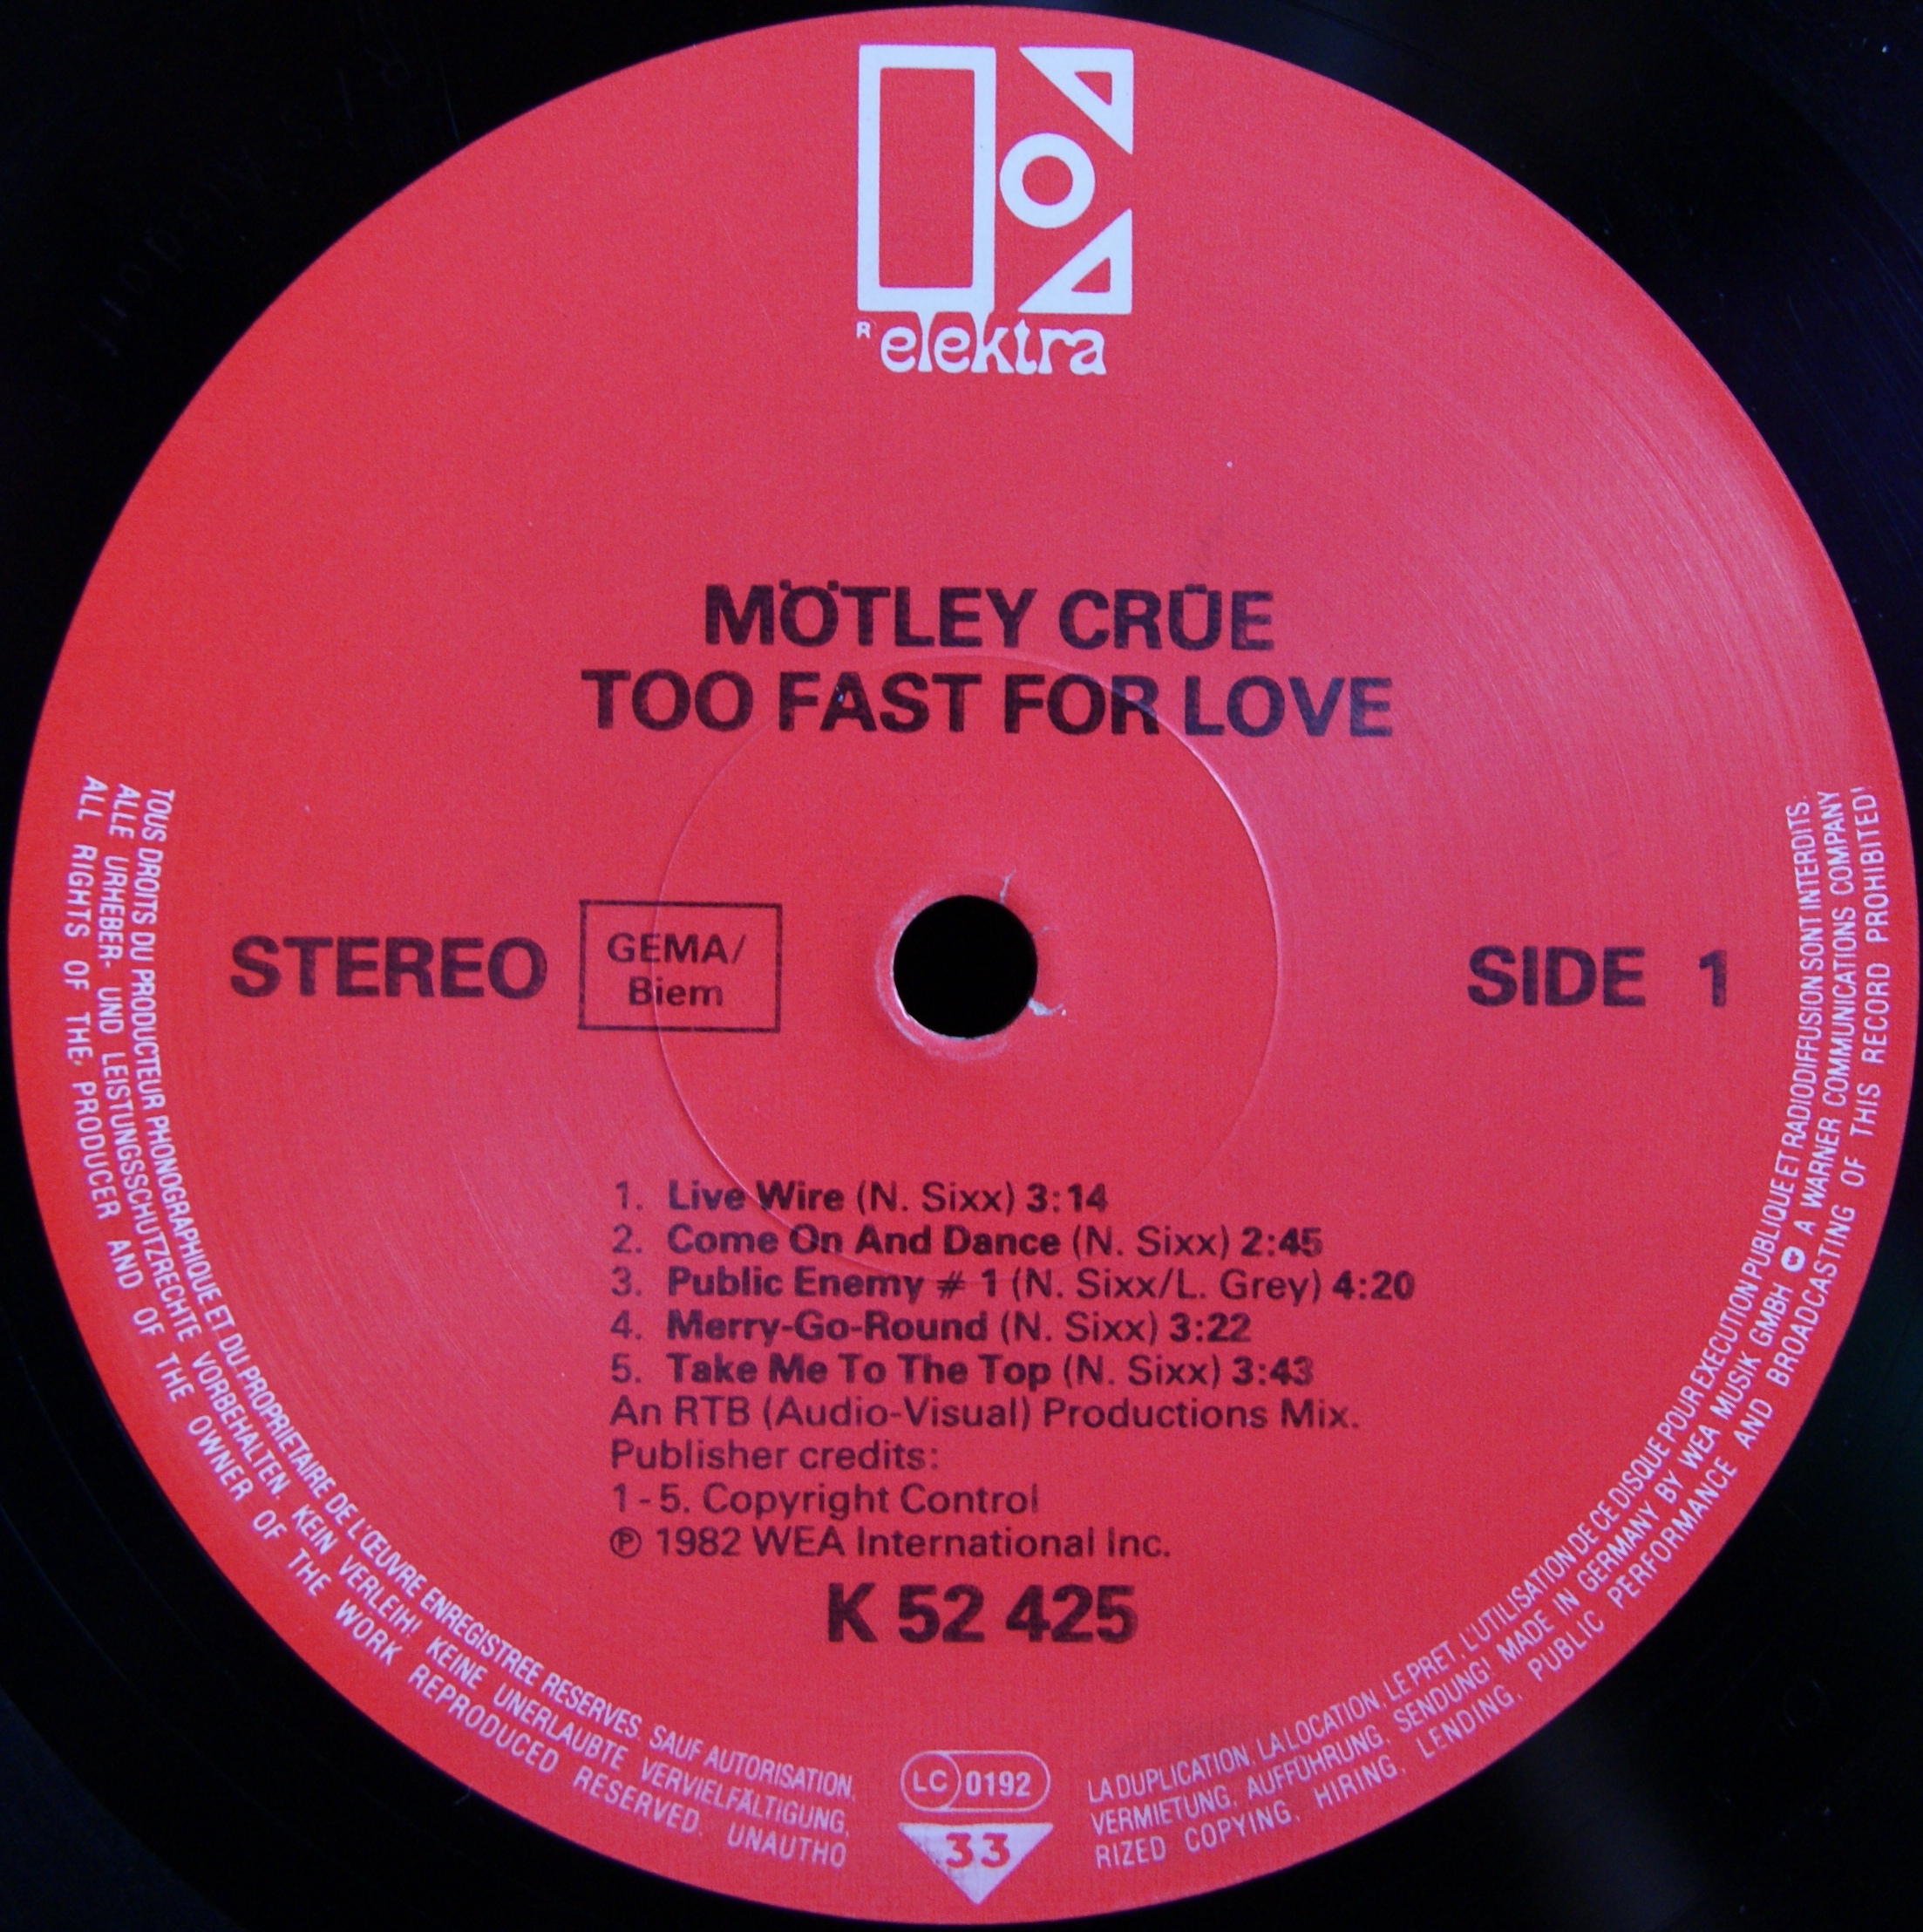 R elektra
MÖTLEY CRÜE
TOO FAST FOR LOVE
STEREO
GEMA/
Biem
SIDE 1
1. Live Wire (N. Sixx) 3:14
2. Come On And Dance (N. Sixx) 2:45
3. Public Enemy # 1 (N. Sixx/L. Grey) 4:20
4. Merry-Go-Round (N. Sixx) 3:22
5. Take Me To The Top (N. Sixx) 3:43
An RTB (Audio-Visual) Productions Mix.
Publisher credits:
1-5. Copyright Control
℗ 1982 WEA International Inc.
K 52 425
LC 0192
33
TOUS DROITS DU PRODUCTEUR PHONOGRAPHIQUE ET DU PROPRIETAIRE DE L'ŒUVRE ENREGISTREE RESERVES. SAUF AUTORISATION, LA DUPLICATION, LA LOCATION, LE PRET, L'UTILISATION DE CE DISQUE POUR EXECUTION PUBLIQUE ET RADIODIFFUSION SONT INTERDITS.
ALLE URHEBER- UND LEISTUNGSSCHUTZRECHTE VORBEHALTEN. KEIN VERLEIH! KEINE UNERLAUBTE VERVIELFÄLTIGUNG, VERMIETUNG, AUFFÜHRUNG, SENDUNG! MADE IN GERMANY BY WEA MUSIK GMBH A WARNER COMMUNICATIONS COMPANY
ALL RIGHTS OF THE PRODUCER AND OF THE OWNER OF THE WORK REPRODUCED RESERVED. UNAUTHO RIZED COPYING, HIRING, LENDING, PUBLIC PERFORMANCE AND BROADCASTING OF THIS RECORD PROHIBITED!